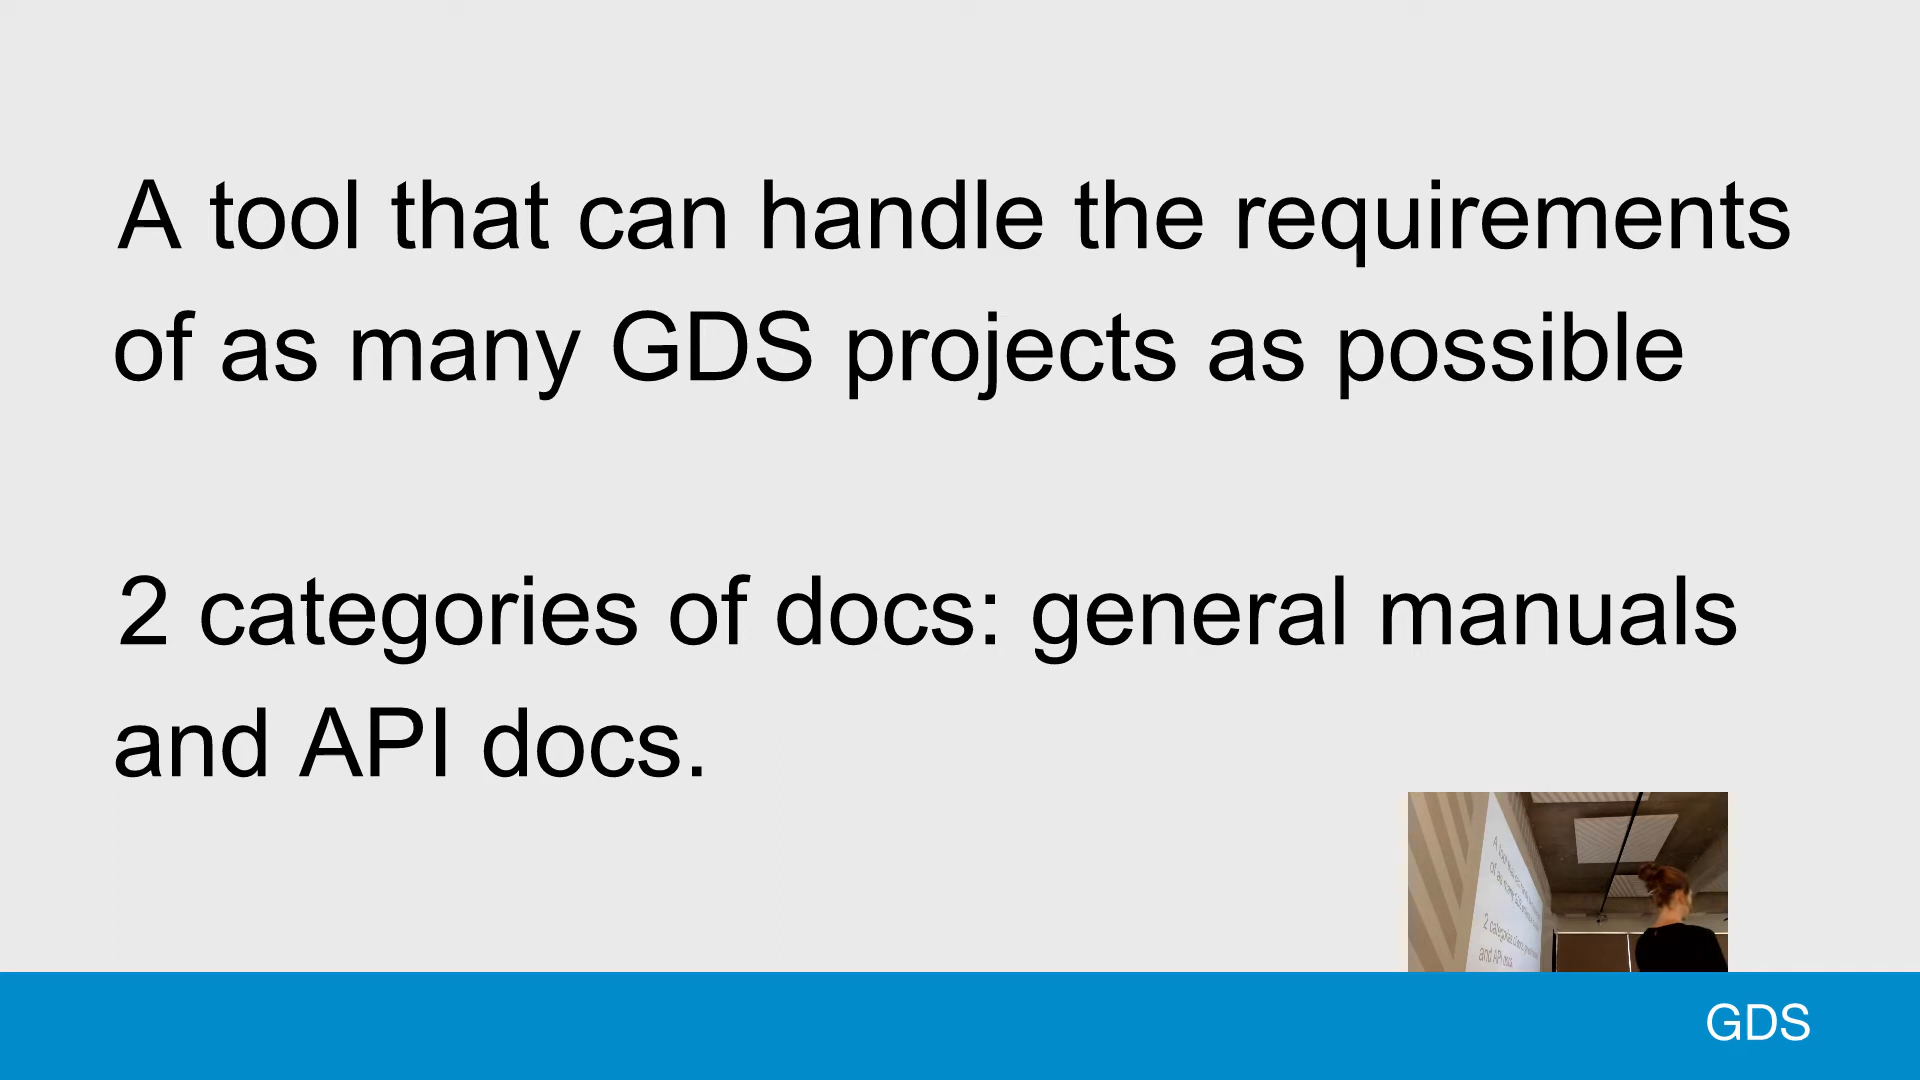 A tool that can handle the requirements
of as many GDS projects as possible
2 categories of docs: general manuals
and API docs.
GDS